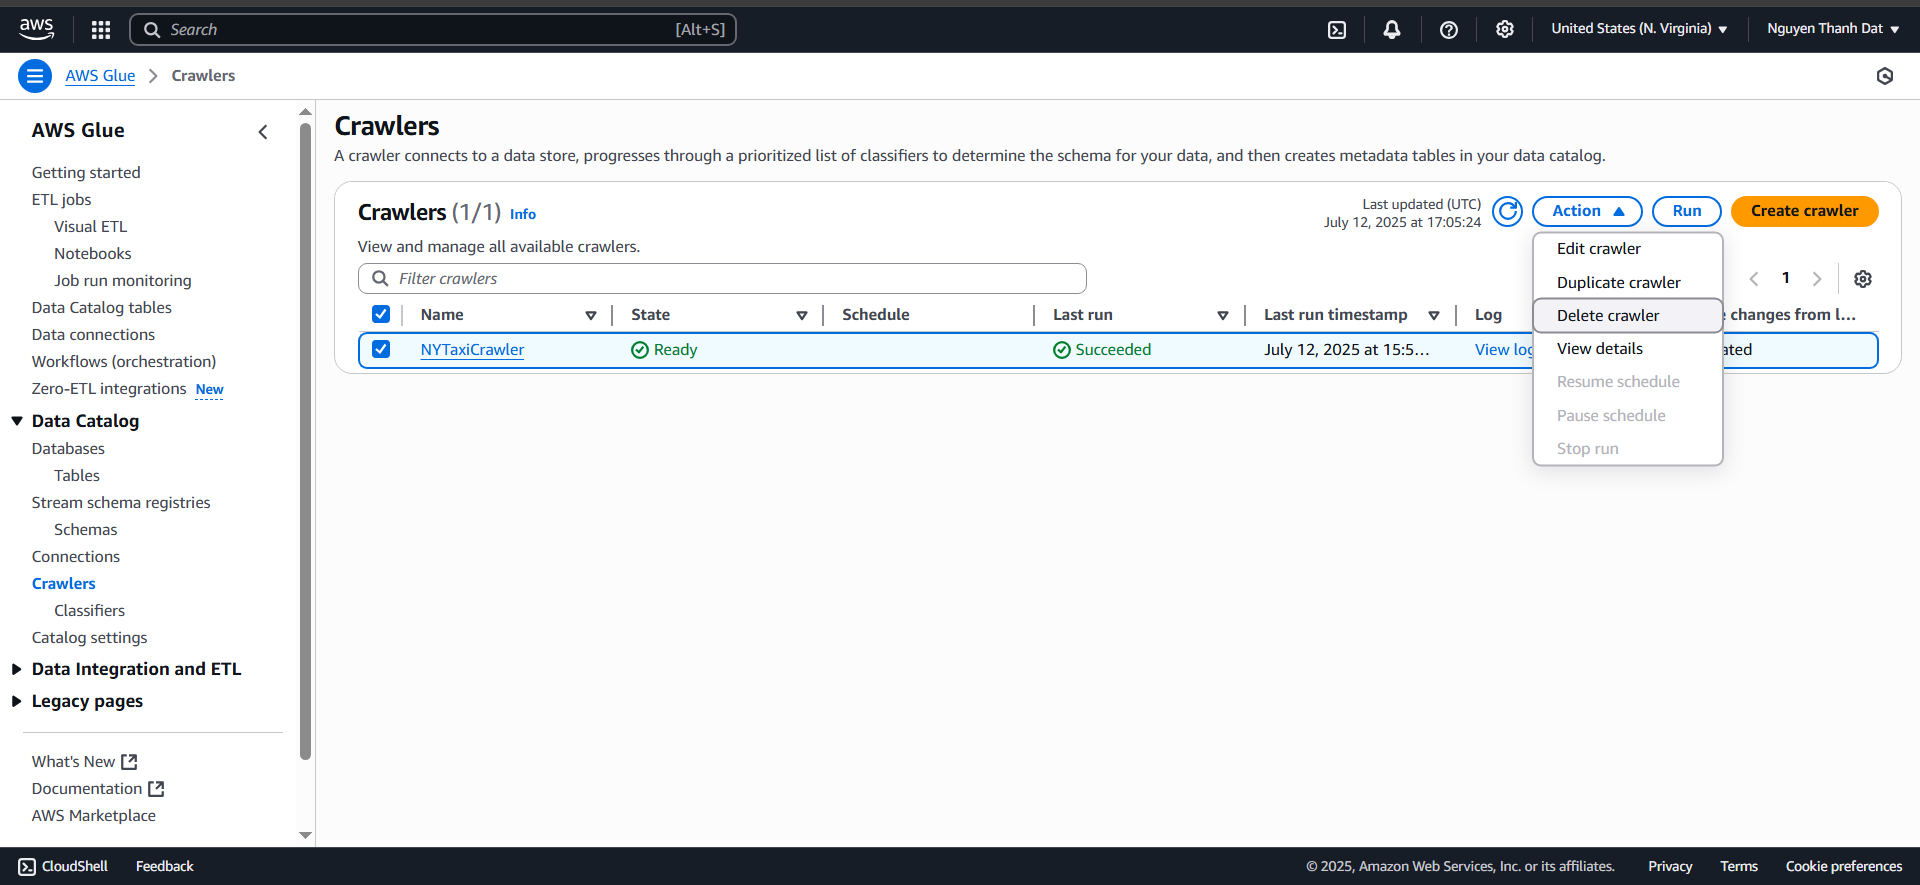 aws
Search [Alt+S]
United States (N. Virginia)
Nguyen Thanh Dat
AWS Glue
Crawlers
AWS Glue
Getting started
ETL jobs
Visual ETL
Notebooks
Job run monitoring
Data Catalog tables
Data connections
Workflows (orchestration)
Zero-ETL integrations New
Data Catalog
Databases
Tables
Stream schema registries
Schemas
Connections
Crawlers
Classifiers
Catalog settings
Data Integration and ETL
Legacy pages
What's New
Documentation
AWS Marketplace
Crawlers
A crawler connects to a data store, progresses through a prioritized list of classifiers to determine the schema for your data, and then creates metadata tables in your data catalog.
Crawlers (1/1) Info
View and manage all available crawlers.
Last updated (UTC)
July 12, 2025 at 17:05:24
Action
Run
Create crawler
Filter crawlers
1
Edit crawler
Duplicate crawler
Delete crawler
View details
Resume schedule
Pause schedule
Stop run
Name State Schedule Last run Last run timestamp Log changes from l...
NYTaxiCrawler Ready Succeeded July 12, 2025 at 15:5... View log ated
CloudShell Feedback
© 2025, Amazon Web Services, Inc. or its affiliates. Privacy Terms Cookie preferences